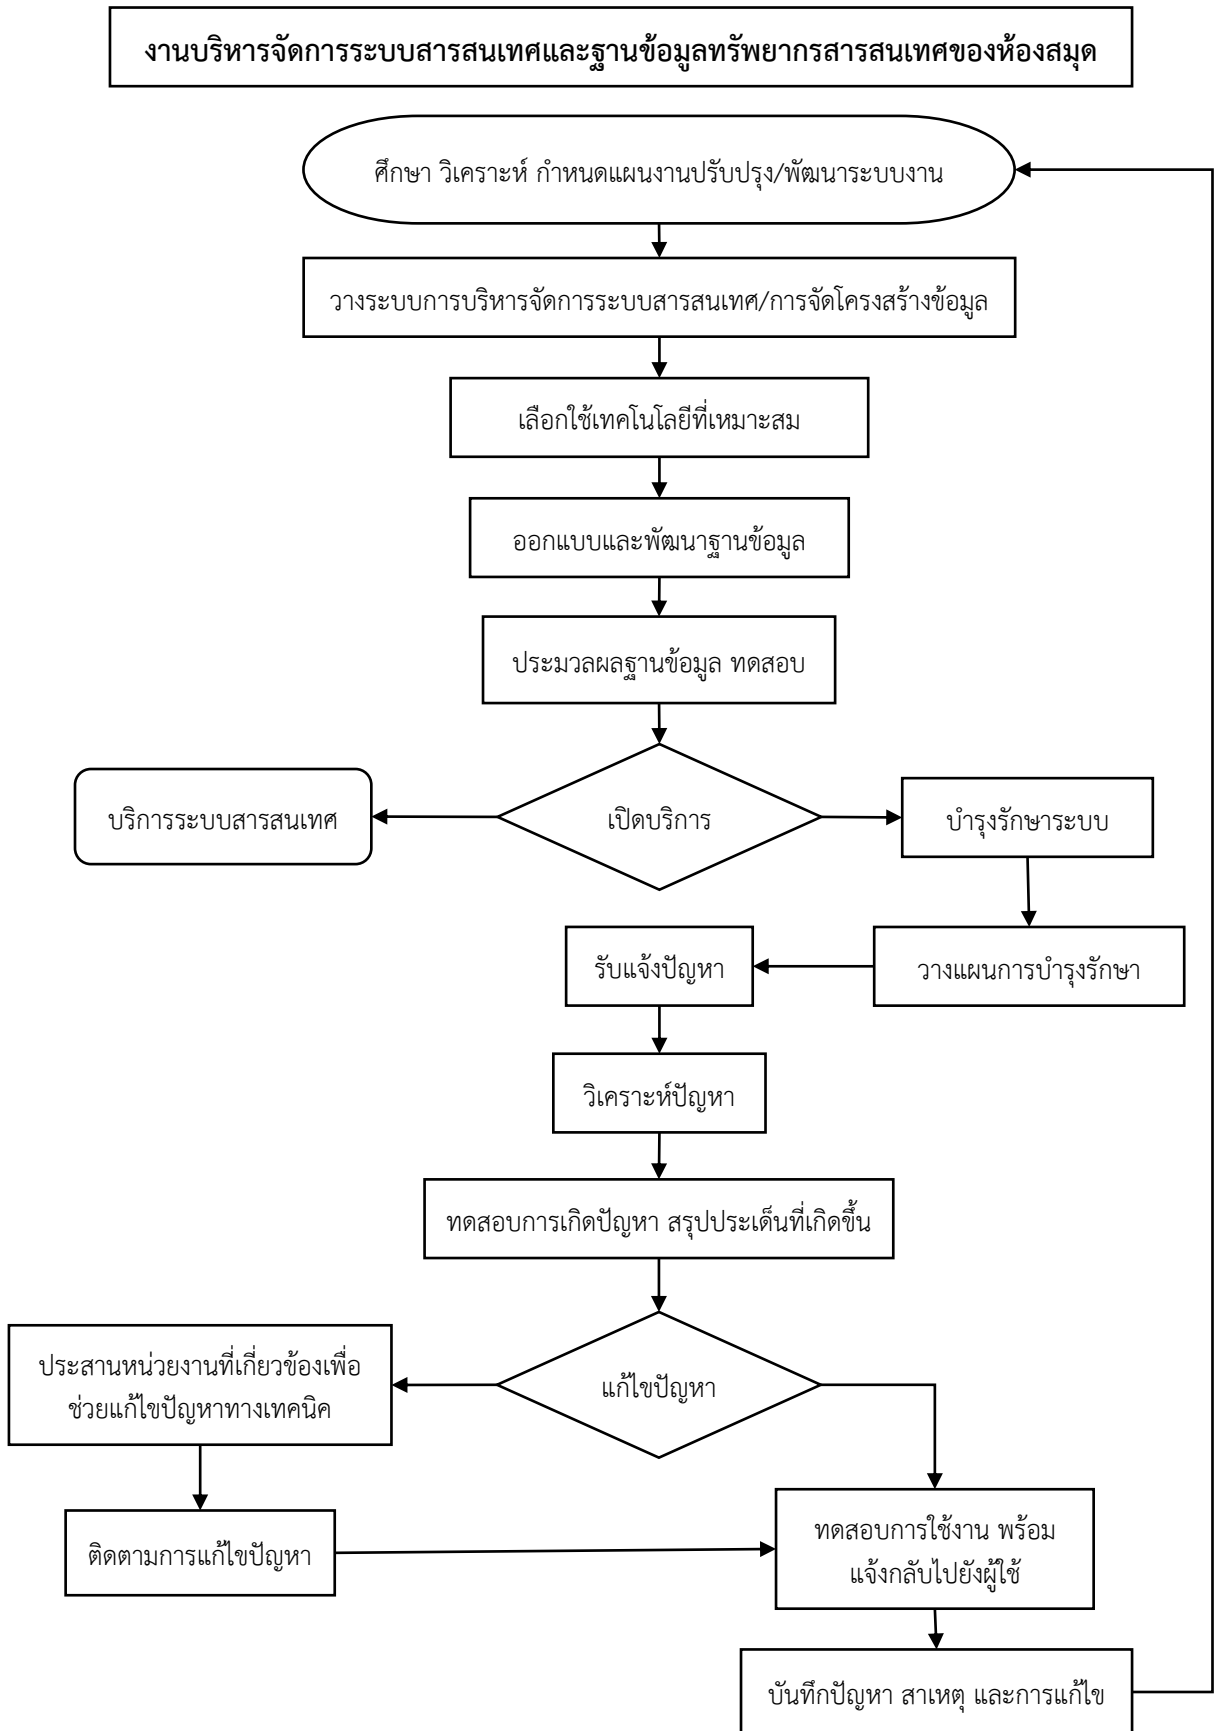 งานบริหารจัดการระบบสารสนเทศและฐานข้อมูลทรัพยากรสารสนเทศของห้องสมุด
ศึกษา วิเคราะห์ กำหนดแผนงานปรับปรุง/พัฒนาระบบงาน
วางระบบการบริหารจัดการระบบสารสนเทศ/การจัดโครงสร้างข้อมูล
เลือกใช้เทคโนโลยีที่เหมาะสม
ออกแบบและพัฒนาฐานข้อมูล
ประมวลผลฐานข้อมูล ทดสอบ
บริการระบบสารสนเทศ
เปิดบริการ
บำรุงรักษาระบบ
รับแจ้งปัญหา
วางแผนการบำรุงรักษา
วิเคราะห์ปัญหา
ทดสอบการเกิดปัญหา สรุปประเด็นที่เกิดขึ้น
ประสานหน่วยงานที่เกี่ยวข้องเพื่อ
ช่วยแก้ไขปัญหาทางเทคนิค
แก้ไขปัญหา
ติดตามการแก้ไขปัญหา
ทดสอบการใช้งาน พร้อม
แจ้งกลับไปยังผู้ใช้
บันทึกปัญหา สาเหตุ และการแก้ไข